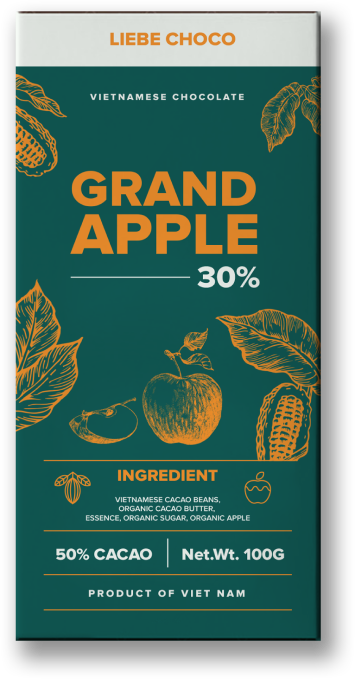 LIEBE CHOCO
VIETNAMESE CHOCOLATE
GRAND
APPLE
30%
INGREDIENT
VIETNAMESE CACAO BEANS,
ORGANIC CACAO BUTTER,
ESSENCE, ORGANIC SUGAR, ORGANIC APPLE
50% CACAO
Net.Wt. 100G
PRODUCT OF VIET NAM